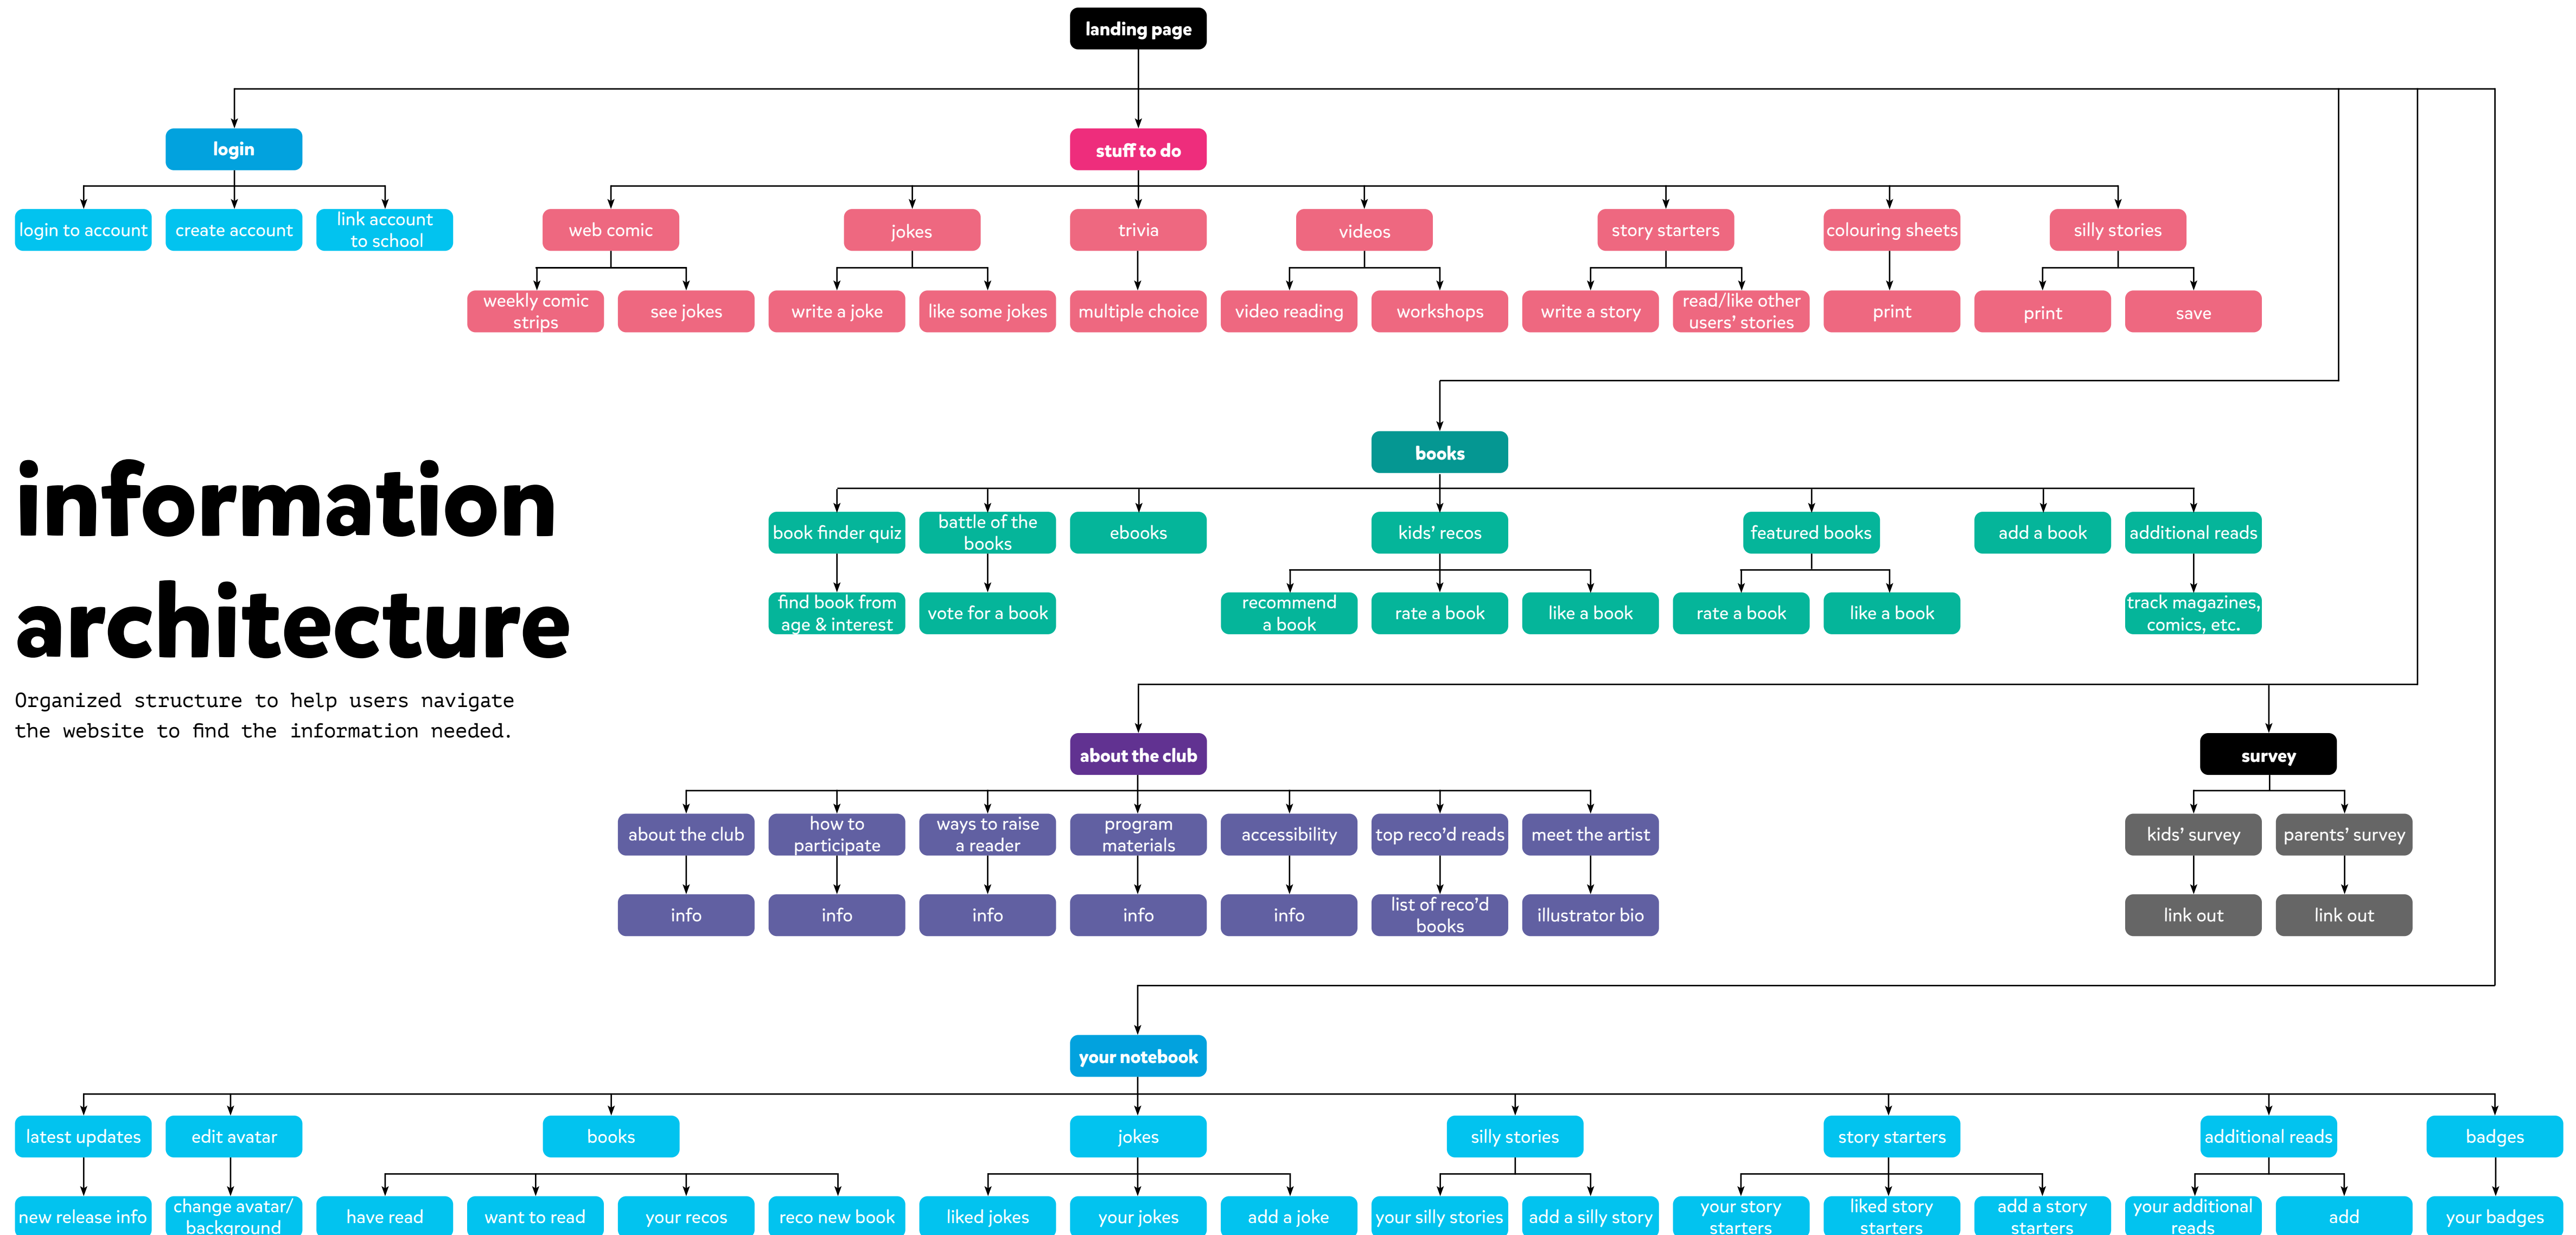 landing page
login
stuff to do
login to account
create account
link account
to school
web comic
jokes
trivia
videos
story starters
colouring sheets
silly stories
weekly comic
strips
see jokes
write a joke
like some jokes
multiple choice
video reading
workshops
write a story
read/like other
users’ stories
print
print
save
books
information
architecture
Organized structure to help users navigate
the website to find the information needed.
book finder quiz
battle of the
books
ebooks
kids’ recos
featured books
add a book
additional reads
find book from
age & interest
vote for a book
recommend
a book
rate a book
like a book
rate a book
like a book
track magazines,
comics, etc.
about the club
survey
about the club
how to
participate
ways to raise
a reader
program
materials
accessibility
top reco’d reads
meet the artist
kids’ survey
parents’ survey
info
info
info
info
info
list of reco’d
books
illustrator bio
link out
link out
your notebook
latest updates
edit avatar
books
jokes
silly stories
story starters
additional reads
badges
new release info
change avatar/
background
have read
want to read
your recos
reco new book
liked jokes
your jokes
add a joke
your silly stories
add a silly story
your story
starters
liked story
starters
add a story
starters
your additional
reads
add
your badges